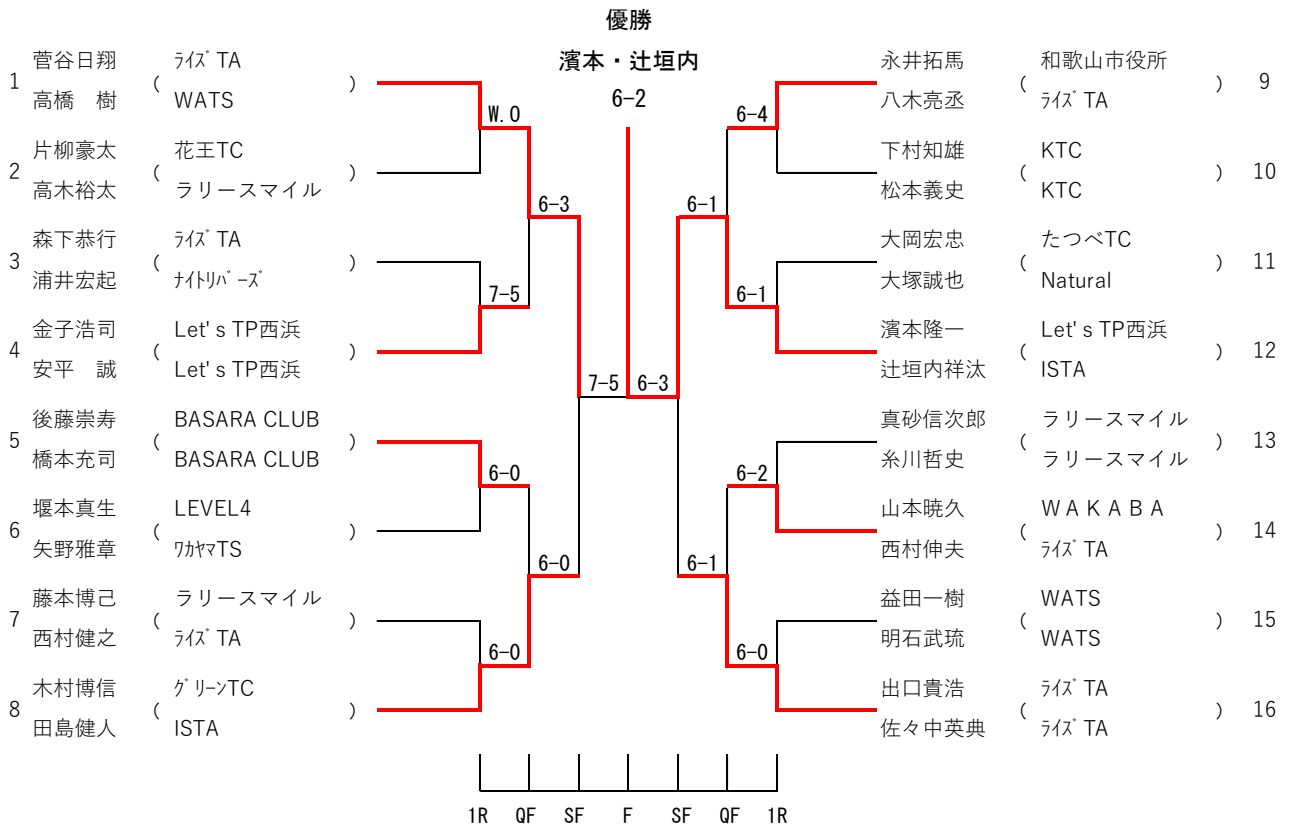 優勝
濱本・辻垣内
6-2
1 菅谷日翔 ( ﾗｲｽﾞTA )
高橋　樹 WATS
2 片柳豪太 ( 花王TC )
高木裕太 ラリースマイル
3 森下恭行 ( ﾗｲｽﾞTA )
浦井宏起 ﾅｲﾄﾘﾊﾞｰｽﾞ
4 金子浩司 ( Let's TP西浜 )
安平　誠 Let's TP西浜
5 後藤崇寿 ( BASARA CLUB )
橋本充司 BASARA CLUB
6 堰本真生 ( LEVEL4 )
矢野雅章 ﾜｶﾔﾏTS
7 藤本博己 ( ラリースマイル )
西村健之 ﾗｲｽﾞTA
8 木村博信 ( ｸﾞﾘｰﾝTC )
田島健人 ISTA
W.0
7-5
6-0
6-0
6-3
6-0
7-5
6-3
6-1
6-1
6-4
6-1
6-2
6-0
永井拓馬 ( 和歌山市役所 ) 9
八木亮丞 ﾗｲｽﾞTA
下村知雄 ( KTC ) 10
松本義史 KTC
大岡宏忠 ( たつべTC ) 11
大塚誠也 Natural
濱本隆一 ( Let's TP西浜 ) 12
辻垣内祥汰 ISTA
真砂信次郎 ( ラリースマイル ) 13
糸川哲史 ラリースマイル
山本暁久 ( ＷＡＫＡＢＡ ) 14
西村伸夫 ﾗｲｽﾞTA
益田一樹 ( WATS ) 15
明石武琉 WATS
出口貴浩 ( ﾗｲｽﾞTA ) 16
佐々中英典 ﾗｲｽﾞTA
1R QF SF F SF QF 1R